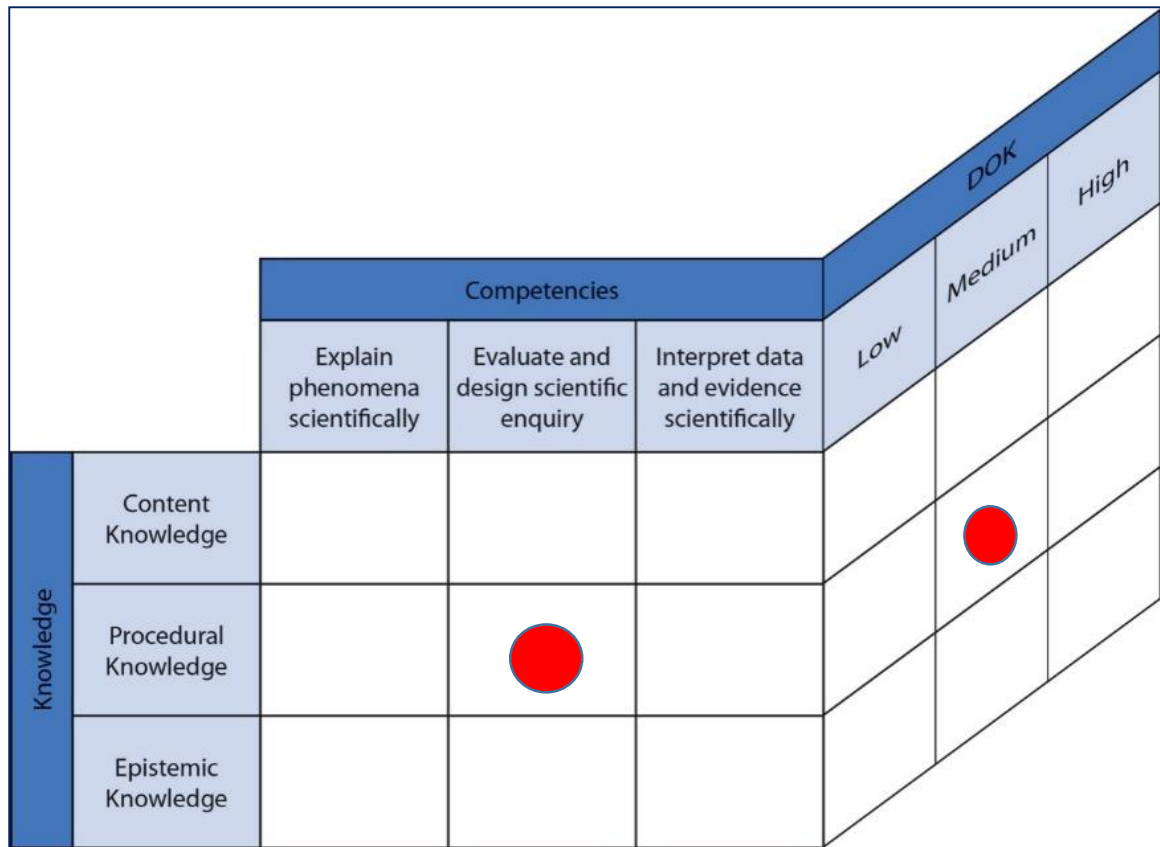 DOK
Low
Medium
High
Competencies
Explain
phenomena
scientifically
Evaluate and
design scientific
enquiry
Interpret data
and evidence
scientifically
Knowledge
Content
Knowledge
Procedural
Knowledge
Epistemic
Knowledge